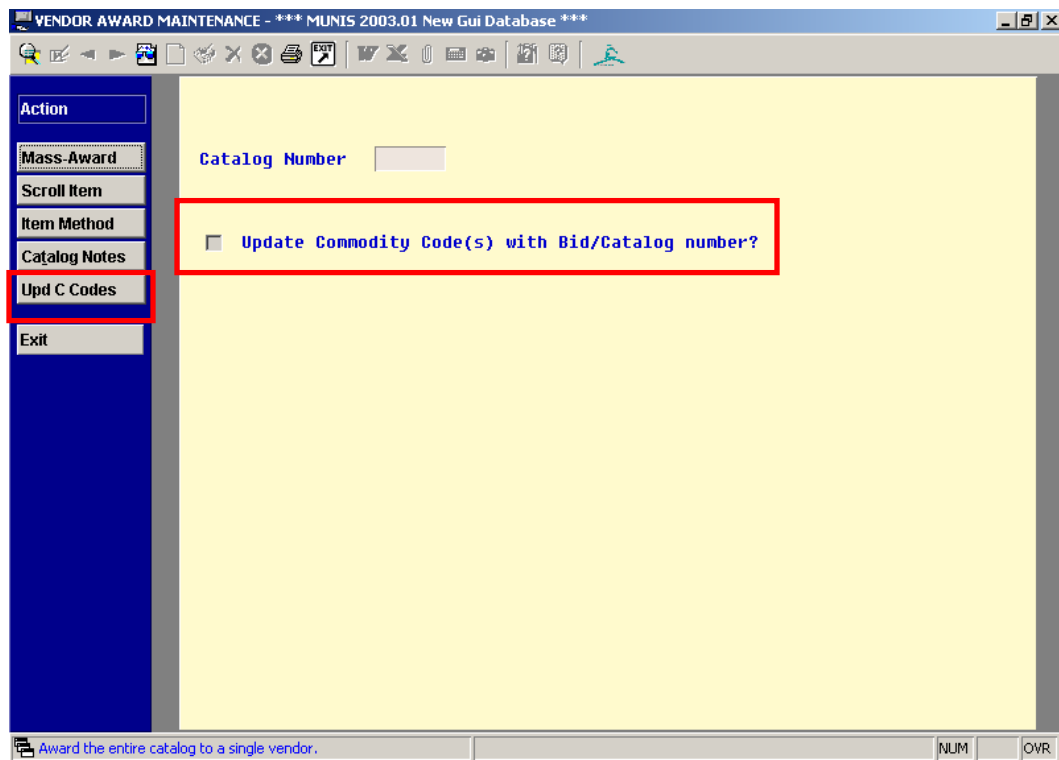 VENDOR AWARD MAINTENANCE - *** MUNIS 2003.01 New Gui Database ***
EXIT
Action
Mass-Award
Catalog Number
Scroll Item
Item Method
Update Commodity Code(s) with Bid/Catalog number?
Catalog Notes
Upd C Codes
Exit
Award the entire catalog to a single vendor.
NUM
OVR